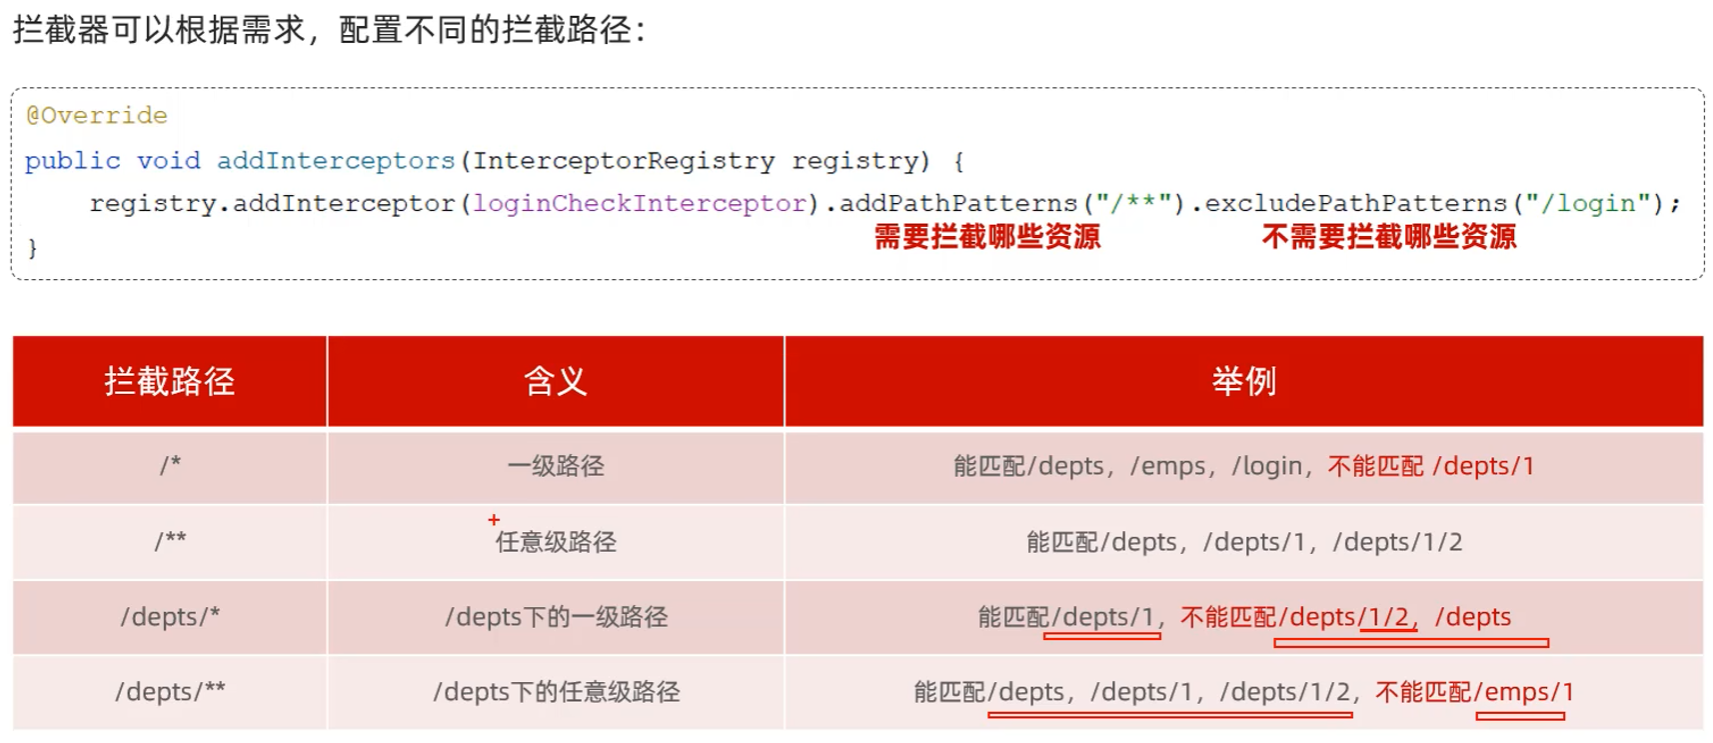 拦截器可以根据需求，配置不同的拦截路径：
@Override
public void addInterceptors(InterceptorRegistry registry) {
registry.addInterceptor(loginCheckInterceptor).addPathPatterns("/**").excludePathPatterns("/login");
需要拦截哪些资源 不需要拦截哪些资源
}
拦截路径 含义 举例
/* 一级路径 能匹配/depts，/emps，/login，不能匹配 /depts/1
/** 任意级路径 能匹配/depts，/depts/1，/depts/1/2
/depts/* /depts下的一级路径 能匹配/depts/1，不能匹配/depts/1/2，/depts
/depts/** /depts下的任意级路径 能匹配/depts，/depts/1，/depts/1/2，不能匹配/emps/1